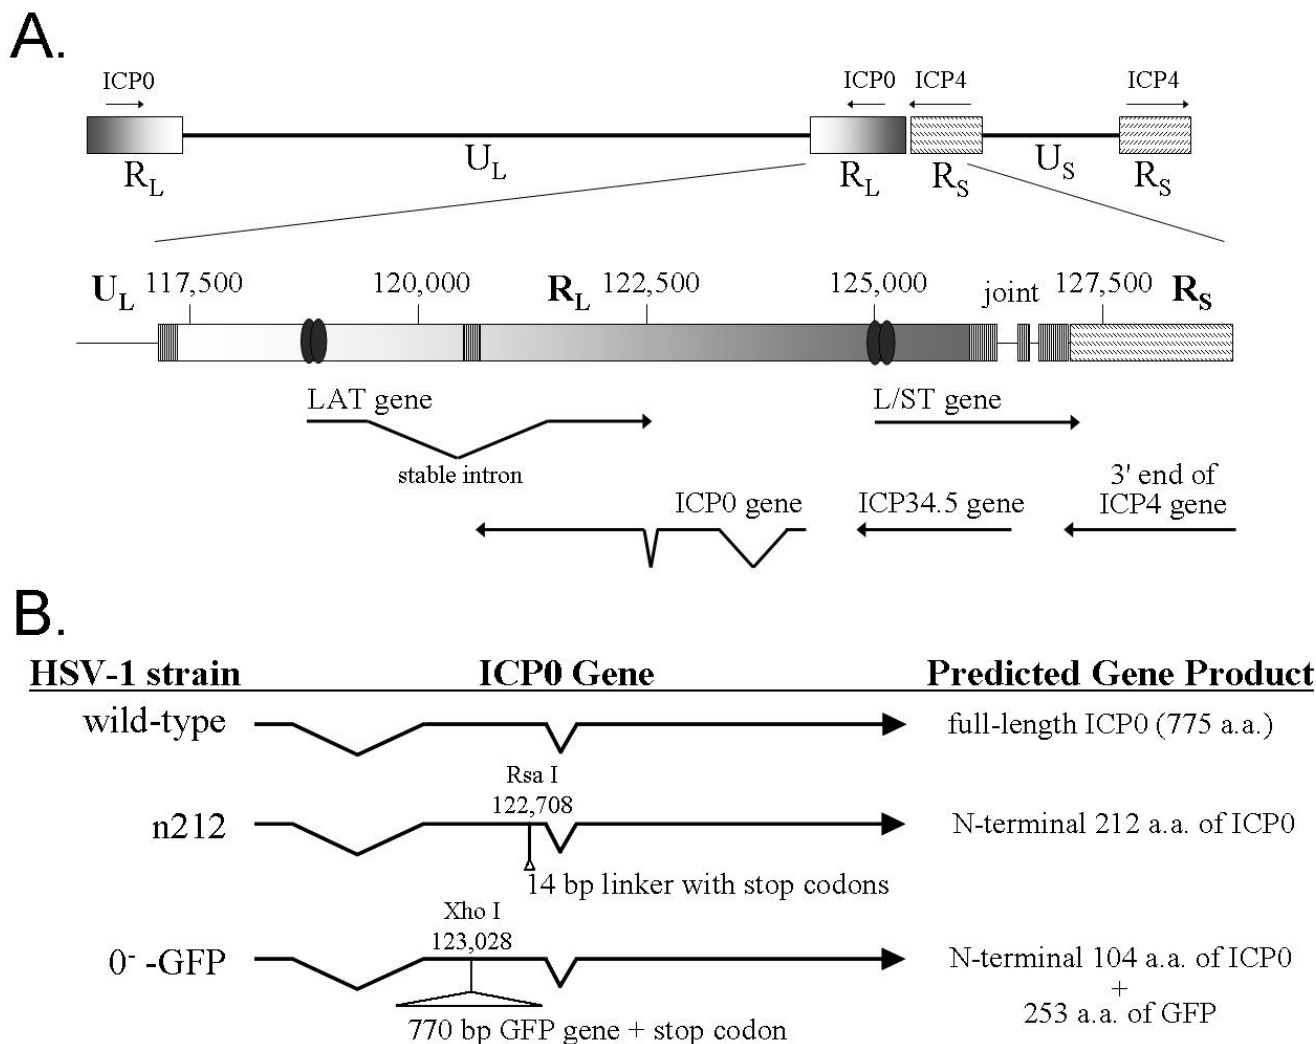 A.
ICP0 ICP0 ICP4 ICP4
R_L U_L R_L R_S U_S R_S
U_L 117,500 120,000 R_L 122,500 125,000 joint 127,500 R_S
LAT gene L/ST gene
stable intron
3' end of
ICP0 gene ICP34.5 gene ICP4 gene
B.
HSV-1 strain ICP0 Gene Predicted Gene Product
wild-type full-length ICP0 (775 a.a.)
Rsa I
122,708
n212 N-terminal 212 a.a. of ICP0
14 bp linker with stop codons
Xho I
123,028
0⁻ -GFP N-terminal 104 a.a. of ICP0
+
253 a.a. of GFP
770 bp GFP gene + stop codon